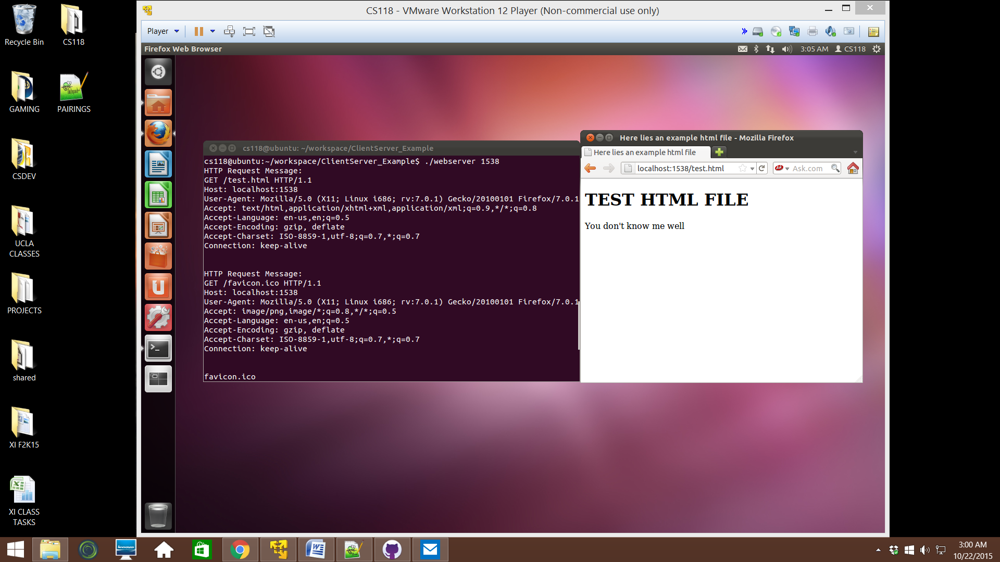 Recycle Bin
CS118
GAMING
PAIRINGS
CSDEV
UCLA
CLASSES
PROJECTS
shared
XI F2K15
XI CLASS
TASKS
CS118 - VMware Workstation 12 Player (Non-commercial use only)
Player
Firefox Web Browser
3:05 AM
CS118
cs118@ubuntu: ~/workspace/ClientServer_Example
cs118@ubuntu:~/workspace/ClientServer_Example$ ./webserver 1538
HTTP Request Message:
GET /test.html HTTP/1.1
Host: localhost:1538
User-Agent: Mozilla/5.0 (X11; Linux i686; rv:7.0.1) Gecko/20100101 Firefox/7.0.1
Accept: text/html,application/xhtml+xml,application/xml;q=0.9,*/*;q=0.8
Accept-Language: en-us,en;q=0.5
Accept-Encoding: gzip, deflate
Accept-Charset: ISO-8859-1,utf-8;q=0.7,*;q=0.7
Connection: keep-alive
HTTP Request Message:
GET /favicon.ico HTTP/1.1
Host: localhost:1538
User-Agent: Mozilla/5.0 (X11; Linux i686; rv:7.0.1) Gecko/20100101 Firefox/7.0.1
Accept: image/png,image/*;q=0.8,*/*;q=0.5
Accept-Language: en-us,en;q=0.5
Accept-Encoding: gzip, deflate
Accept-Charset: ISO-8859-1,utf-8;q=0.7,*;q=0.7
Connection: keep-alive
favicon.ico
Here lies an example html file - Mozilla Firefox
Here lies an example html file
localhost:1538/test.html
Ask
Ask.com
TEST HTML FILE
You don't know me well
3:00 AM
10/22/2015